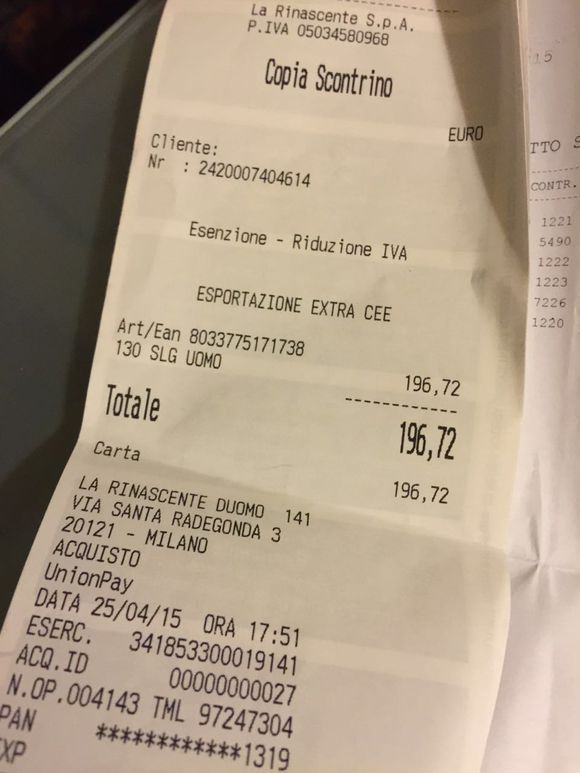 La Rinascente S.p.A.
P.IVA 05034580968
Copia Scontrino
EURO
Cliente:
Nr : 2420007404614
Esenzione - Riduzione IVA
ESPORTAZIONE EXTRA CEE
Art/Ean 8033775171738
130 SLG UOMO 196,72
------------
Totale 196,72
Carta 196,72
LA RINASCENTE DUOMO 141
VIA SANTA RADEGONDA 3
20121 - MILANO
ACQUISTO
UnionPay
DATA 25/04/15 ORA 17:51
ESERC. 341853300019141
ACQ.ID 00000000027
N.OP.004143 TML 97247304
PAN ************1319
15
CONTR.
1221
5490
1222
1223
7226
1220